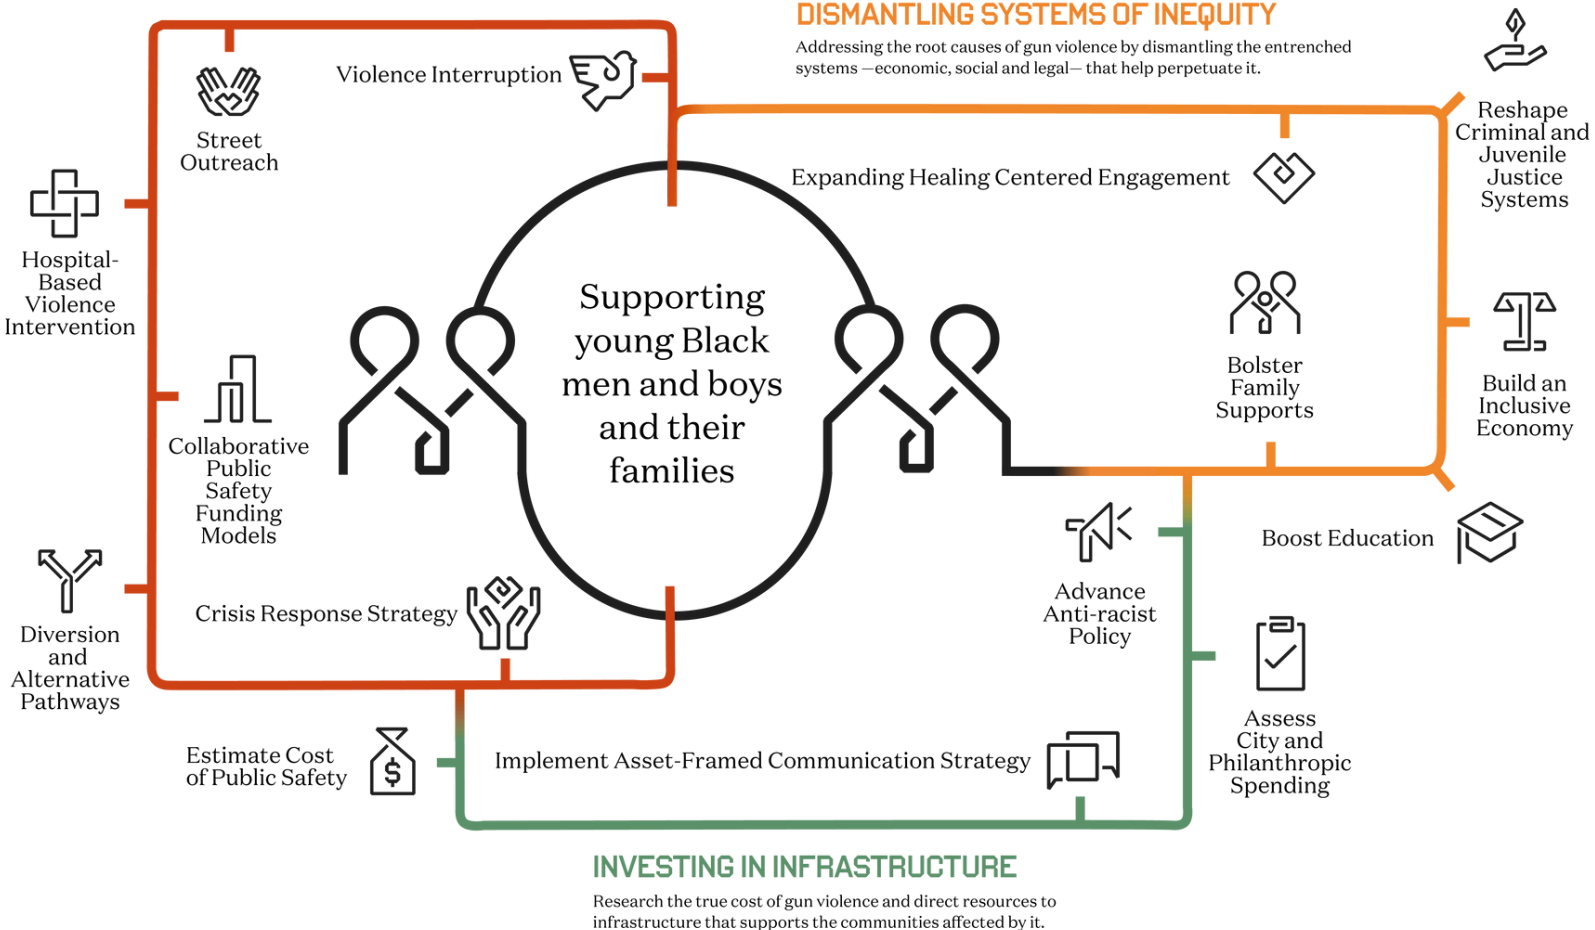 DISMANTLING SYSTEMS OF INEQUITY
Addressing the root causes of gun violence by dismantling the entrenched
systems —economic, social and legal— that help perpetuate it.
Violence Interruption
Street
Outreach
Reshape
Criminal and
Juvenile
Justice
Systems
Expanding Healing Centered Engagement
Hospital-
Based
Violence
Intervention
Supporting
young Black
men and boys
and their
families
Bolster
Family
Supports
Build an
Inclusive
Economy
Collaborative
Public
Safety
Funding
Models
Boost Education
Advance
Anti-racist
Policy
Crisis Response Strategy
Diversion
and
Alternative
Pathways
Assess
City and
Philanthropic
Spending
Estimate Cost
of Public Safety
$
Implement Asset-Framed Communication Strategy
INVESTING IN INFRASTRUCTURE
Research the true cost of gun violence and direct resources to
infrastructure that supports the communities affected by it.